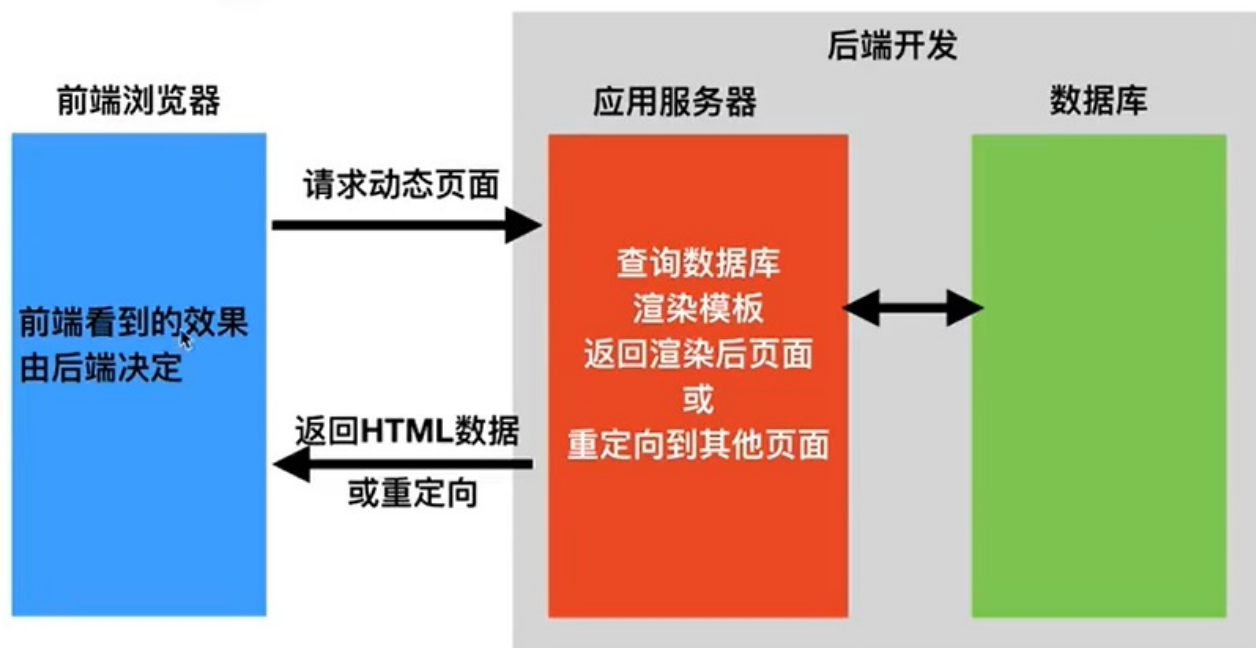 后端开发
前端浏览器
应用服务器
数据库
请求动态页面
前端看到的效果
由后端决定
查询数据库
渲染模板
返回渲染后页面
或
重定向到其他页面
返回HTML数据
或重定向